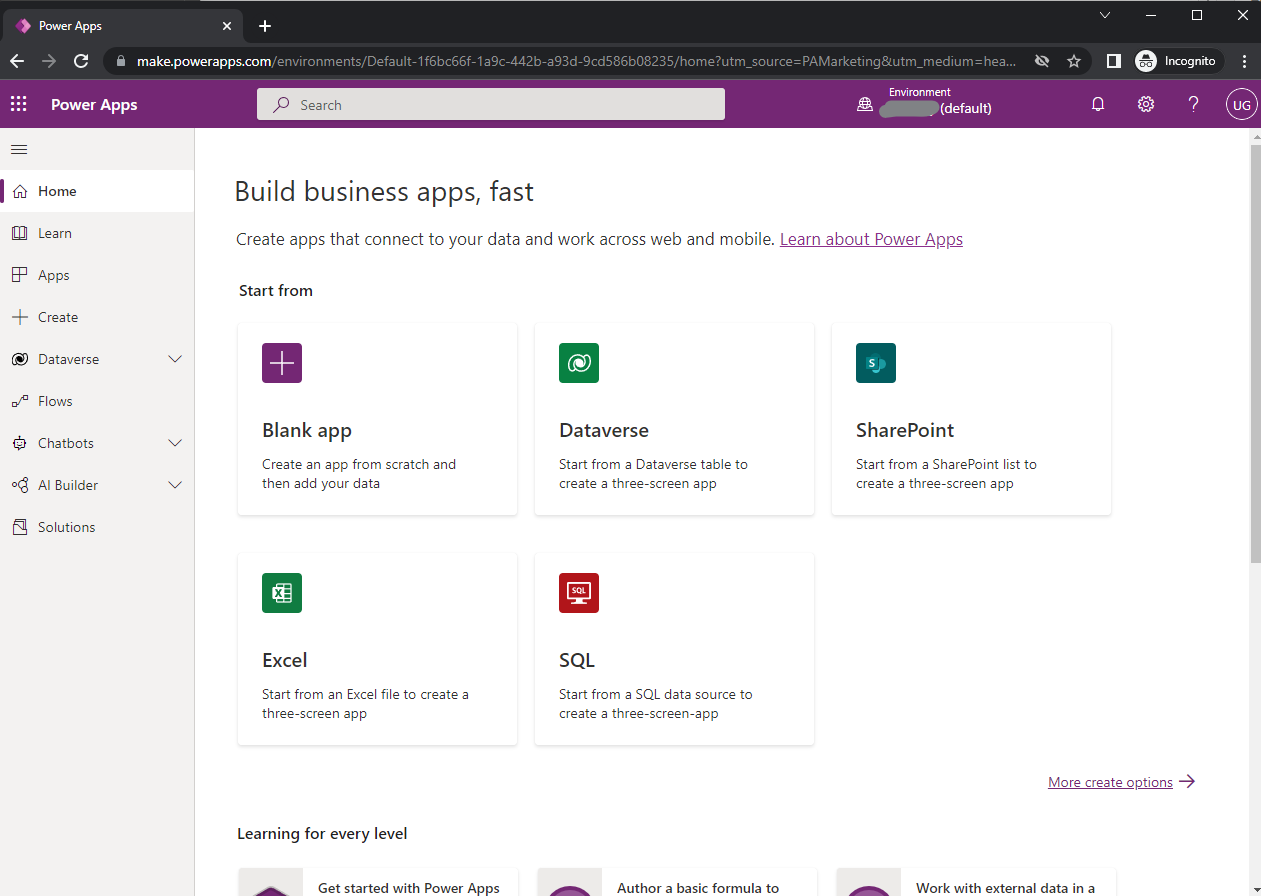 Power Apps
make.powerapps.com/environments/Default-1f6bc66f-1a9c-442b-a93d-9cd586b08235/home?utm_source=PAMarketing&utm_medium=hea...
Incognito
Power Apps
Search
Environment
(default)
UG
Home
Learn
Apps
Create
Dataverse
Flows
Chatbots
AI Builder
Solutions
Build business apps, fast
Create apps that connect to your data and work across web and mobile. Learn about Power Apps
Start from
Blank app
Create an app from scratch and
then add your data
Dataverse
Start from a Dataverse table to
create a three-screen app
S
SharePoint
Start from a SharePoint list to
create a three-screen app
X
Excel
Start from an Excel file to create a
three-screen app
SQL
SQL
Start from a SQL data source to
create a three-screen-app
More create options
Learning for every level
Get started with Power Apps
Author a basic formula to
Work with external data in a